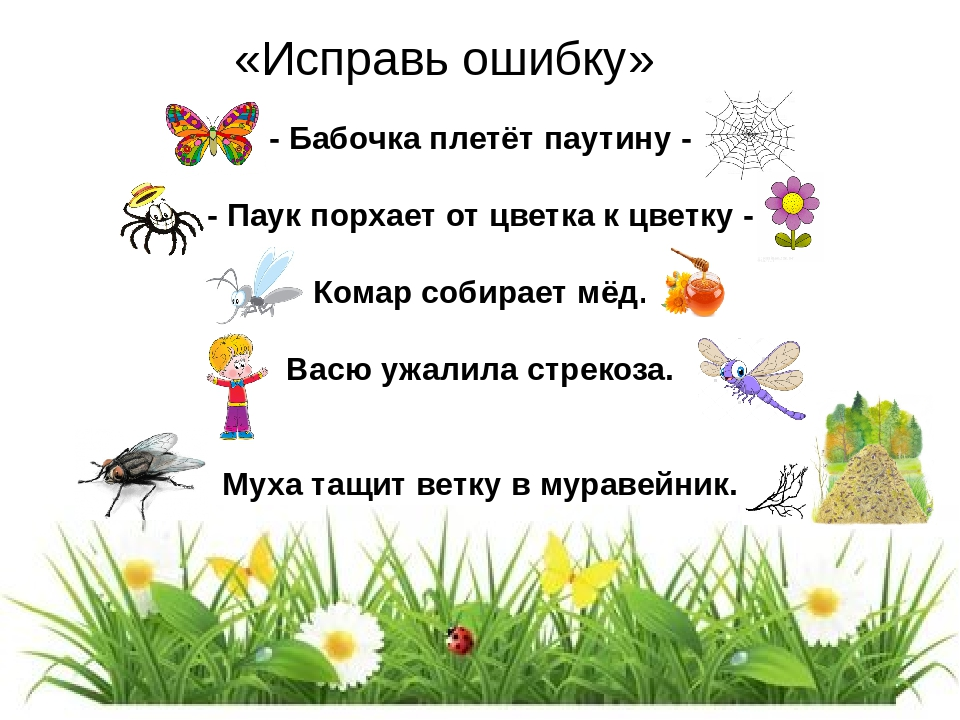 «Исправь ошибку»
- Бабочка плетёт паутину -
- Паук порхает от цветка к цветку -
Комар собирает мёд.
Васю ужалила стрекоза.
Муха тащит ветку в муравейник.